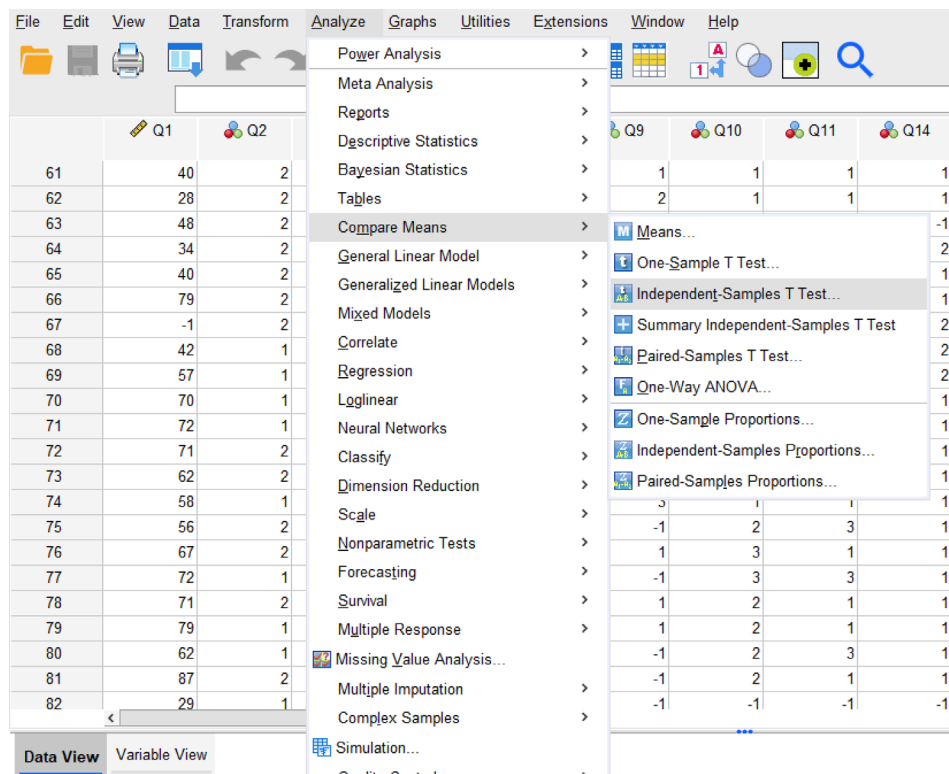 File Edit View Data Transform Analyze Graphs Utilities Extensions Window Help
Power Analysis
Meta Analysis
Reports
Descriptive Statistics
Bayesian Statistics
Tables
Compare Means
General Linear Model
Generalized Linear Models
Mixed Models
Correlate
Regression
Loglinear
Neural Networks
Classify
Dimension Reduction
Scale
Nonparametric Tests
Forecasting
Survival
Multiple Response
Missing Value Analysis...
Multiple Imputation
Complex Samples
Simulation...
Means...
One-Sample T Test...
Independent-Samples T Test...
Summary Independent-Samples T Test
Paired-Samples T Test...
One-Way ANOVA...
One-Sample Proportions...
Independent-Samples Proportions...
Paired-Samples Proportions...
Q1 Q2 Q9 Q10 Q11 Q14
61 40 2 1 1 1 1
62 28 2 2 1 1 1
63 48 2 -1
64 34 2 2
65 40 2 1
66 79 2 1
67 -1 2 2
68 42 1 2
69 57 1 2
70 70 1 1
71 72 1 1
72 71 2 1
73 62 2 1
74 58 1 3 1 1 1
75 56 2 -1 2 3 1
76 67 2 1 3 1 1
77 72 1 -1 3 3 1
78 71 2 1 2 1 1
79 79 1 1 2 1 1
80 62 1 -1 2 3 1
81 87 2 -1 2 1 1
82 29 1 -1 -1 -1 -1
Data View Variable View